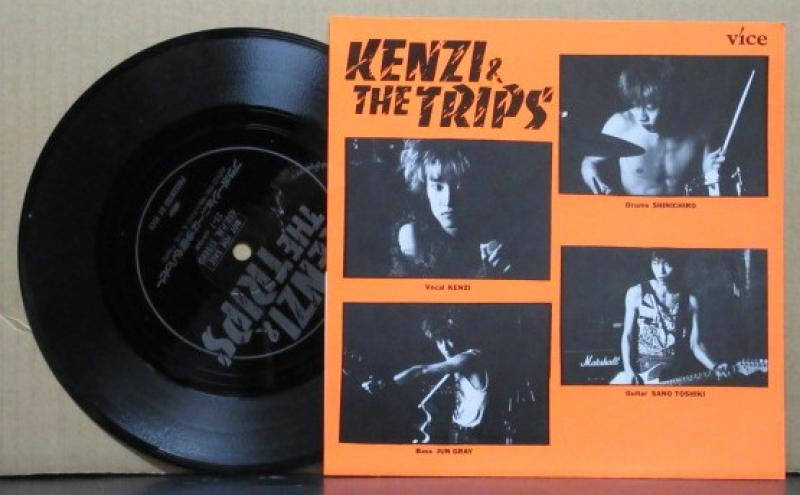 vice
KENZI &
THE TRIPS
Drums SHINICHIRO
Vocal KENZI
Marshall
Guitar SANO TOSHIKI
Bass JUN GRAY
KENZI &
THE TRIPS